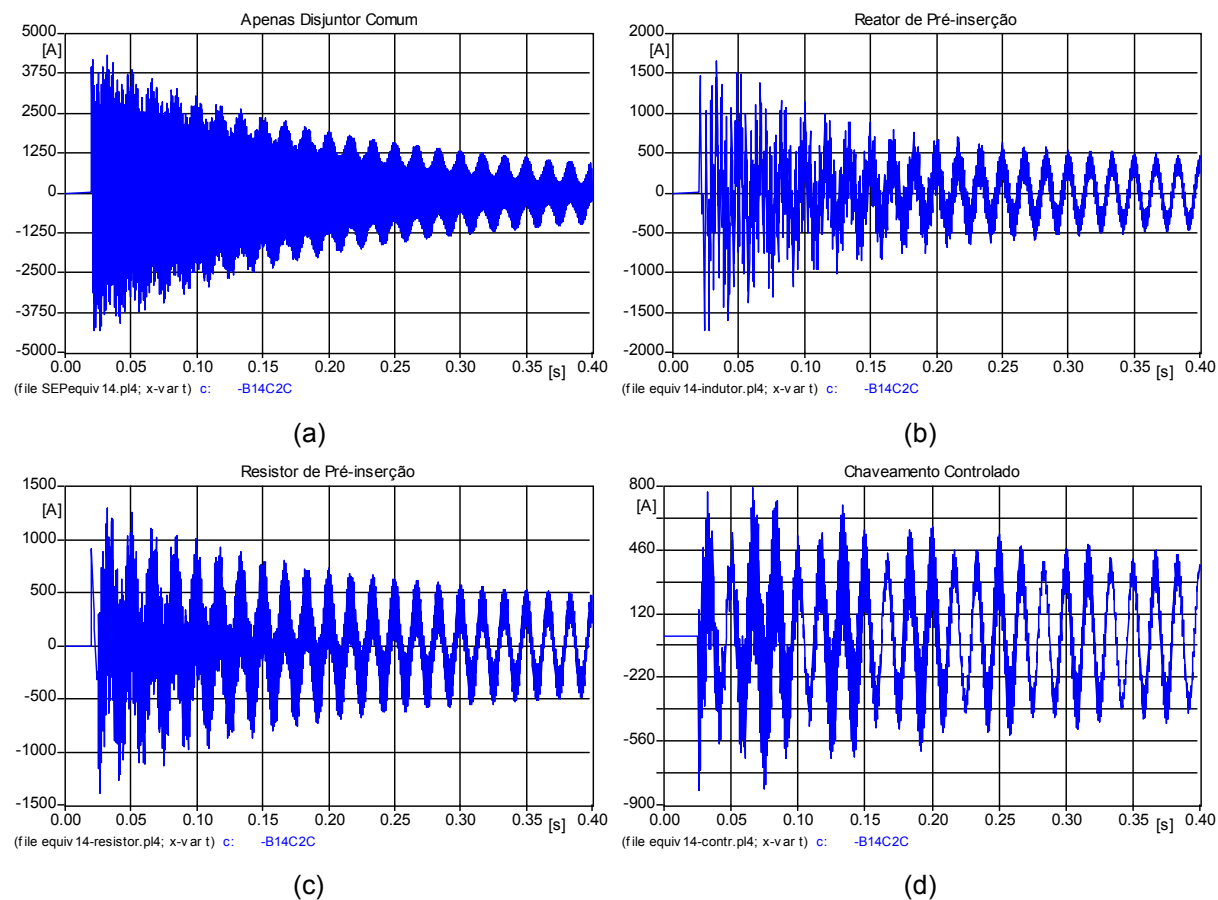 Apenas Disjuntor Comum
5000
[A]
3750
2500
1250
0
-1250
-2500
-3750
-5000
0.00 0.05 0.10 0.15 0.20 0.25 0.30 0.35 [s] 0.40
(file SEPequiv14.pl4; x-var t) c: -B14C2C
(a)
Reator de Pré-inserção
2000
[A]
1500
1000
500
0
-500
-1000
-1500
-2000
0.00 0.05 0.10 0.15 0.20 0.25 0.30 0.35 [s] 0.40
(file equiv14-indutor.pl4; x-var t) c: -B14C2C
(b)
Resistor de Pré-inserção
1500
[A]
1000
500
0
-500
-1000
-1500
0.00 0.05 0.10 0.15 0.20 0.25 0.30 0.35 [s] 0.40
(file equiv14-resistor.pl4; x-var t) c: -B14C2C
(c)
Chaveamento Controlado
800
[A]
460
120
-220
-560
-900
0.00 0.05 0.10 0.15 0.20 0.25 0.30 0.35 [s] 0.40
(file equiv14-contr.pl4; x-var t) c: -B14C2C
(d)